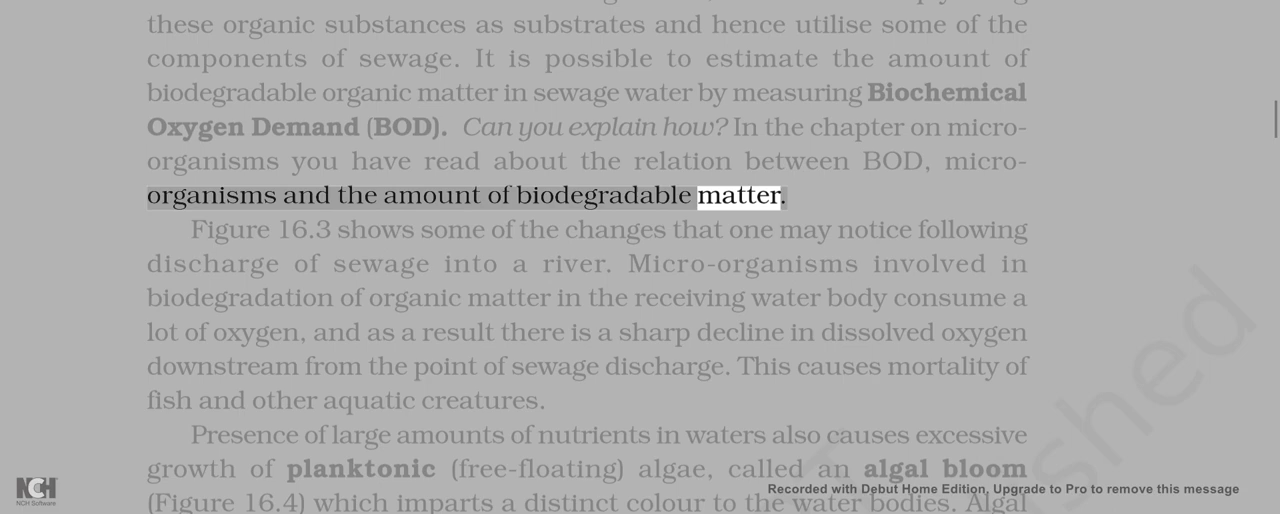 these organic substances as substrates and hence utilise some of the
components of sewage. It is possible to estimate the amount of
biodegradable organic matter in sewage water by measuring Biochemical
Oxygen Demand (BOD). Can you explain how? In the chapter on micro-
organisms you have read about the relation between BOD, micro-
organisms and the amount of biodegradable matter.
Figure 16.3 shows some of the changes that one may notice following
discharge of sewage into a river. Micro-organisms involved in
biodegradation of organic matter in the receiving water body consume a
lot of oxygen, and as a result there is a sharp decline in dissolved oxygen
downstream from the point of sewage discharge. This causes mortality of
fish and other aquatic creatures.
Presence of large amounts of nutrients in waters also causes excessive
growth of planktonic (free-floating) algae, called an algal bloom
(Figure 16.4) which imparts a distinct colour to the water bodies. Algal
NCH
NCH Software
Recorded with Debut Home Edition, Upgrade to Pro to remove this message